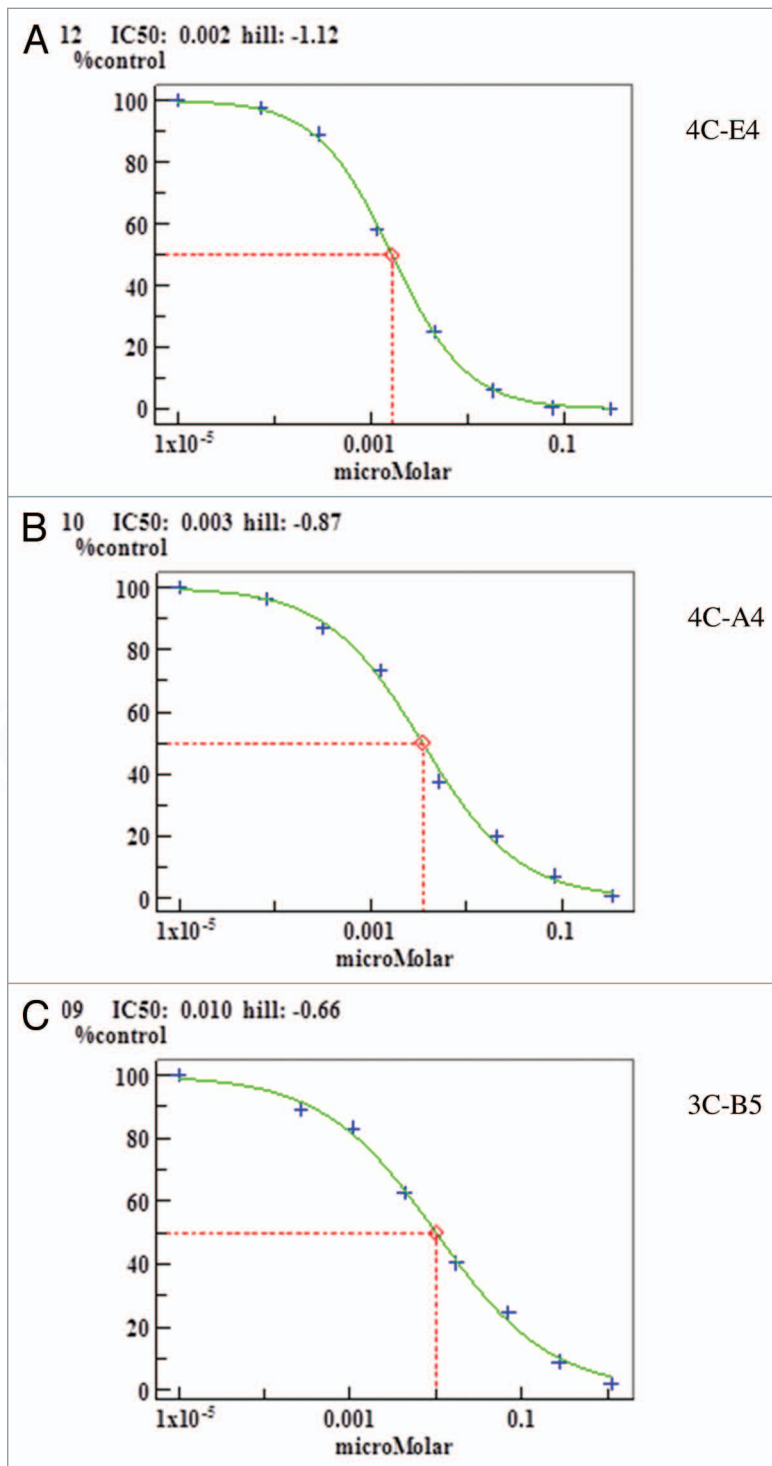 A 12 IC50: 0.002 hill: -1.12
%control
100
80
60
40
20
0
1x10⁻⁵ 0.001 0.1
microMolar
4C-E4
B 10 IC50: 0.003 hill: -0.87
%control
100
80
60
40
20
0
1x10⁻⁵ 0.001 0.1
microMolar
4C-A4
C 09 IC50: 0.010 hill: -0.66
%control
100
80
60
40
20
0
1x10⁻⁵ 0.001 0.1
microMolar
3C-B5